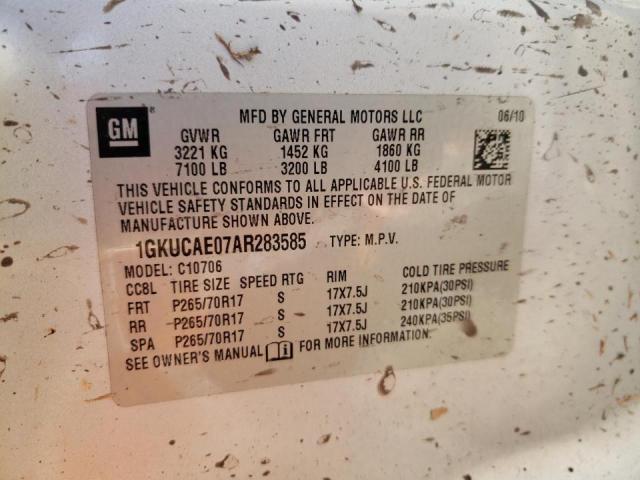 GM ®
MFD BY GENERAL MOTORS LLC 06/10
GVWR GAWR FRT GAWR RR
3221 KG 1452 KG 1860 KG
7100 LB 3200 LB 4100 LB
THIS VEHICLE CONFORMS TO ALL APPLICABLE U.S. FEDERAL MOTOR
VEHICLE SAFETY STANDARDS IN EFFECT ON THE DATE OF
MANUFACTURE SHOWN ABOVE.
1GKUCAE07AR283585 TYPE: M.P.V.
MODEL: C10706
CCBL TIRE SIZE SPEED RTG RIM COLD TIRE PRESSURE
FRT P265/70R17 S 17X7.5J 210KPA(30PSI)
RR P265/70R17 S 17X7.5J 210KPA(30PSI)
SPA P265/70R17 S 17X7.5J 240KPA(35PSI)
SEE OWNER'S MANUAL i FOR MORE INFORMATION.